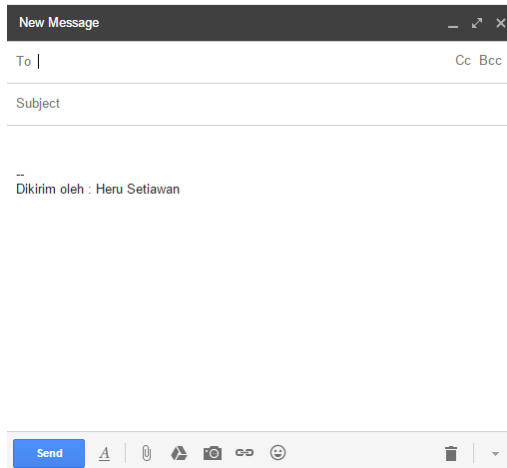 New Message
To Cc Bcc
Subject
--
Dikirim oleh : Heru Setiawan
Send A